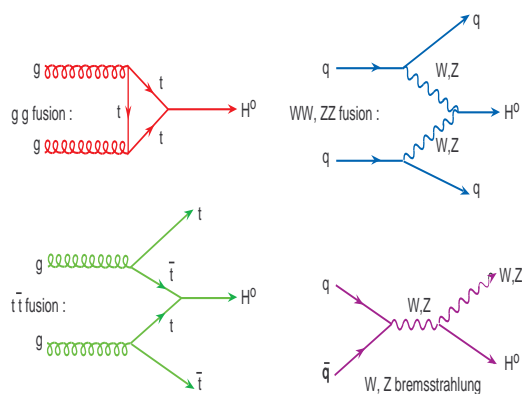 g
t
g g fusion :
t
H⁰
t
g
q
q
W,Z
WW, ZZ fusion :
H⁰
W,Z
q
q
t
g
t̄
t t̄ fusion :
H⁰
t
g
t̄
q
W,Z
W,Z
q̄
H⁰
W, Z bremsstrahlung